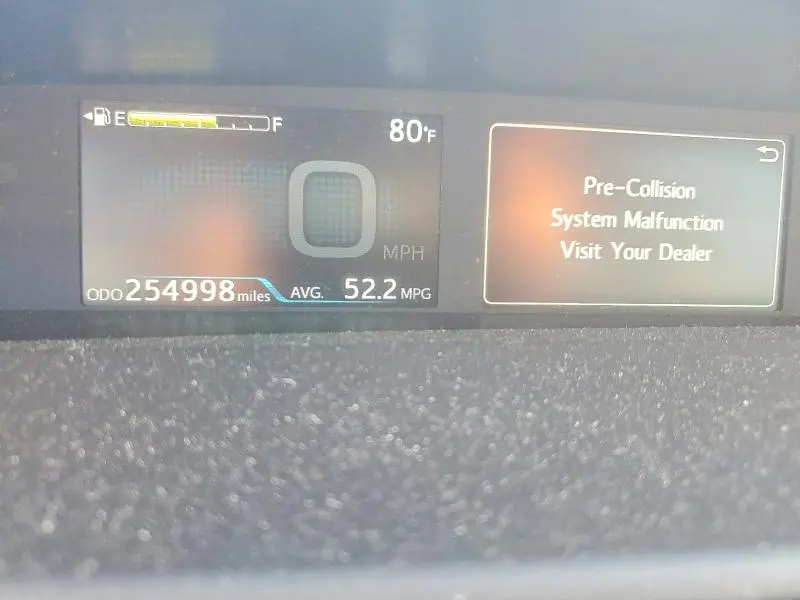 E F
80°F
0
MPH
ODO 254998 miles AVG. 52.2 MPG
Pre-Collision
System Malfunction
Visit Your Dealer